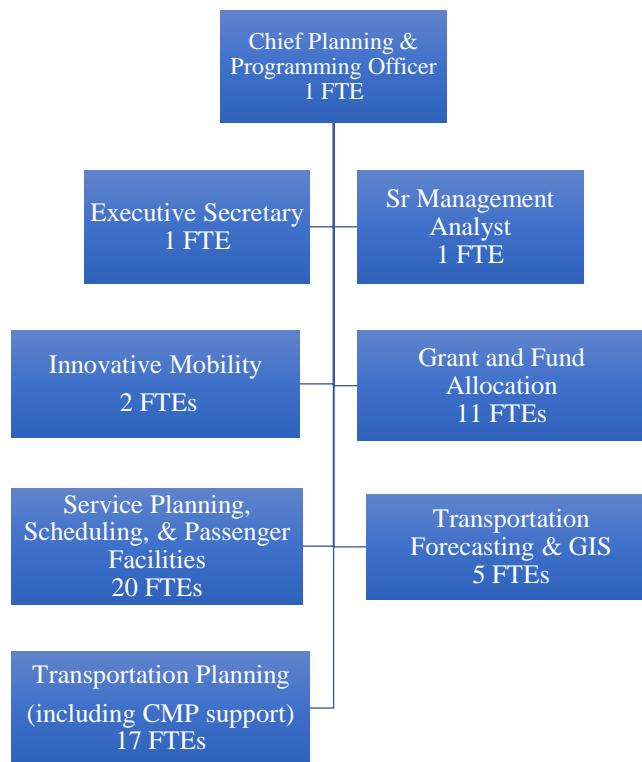 Chief Planning &
Programming Officer
1 FTE
Executive Secretary
1 FTE
Sr Management
Analyst
1 FTE
Innovative Mobility
2 FTEs
Grant and Fund
Allocation
11 FTEs
Service Planning,
Scheduling, & Passenger
Facilities
20 FTEs
Transportation
Forecasting & GIS
5 FTEs
Transportation Planning
(including CMP support)
17 FTEs